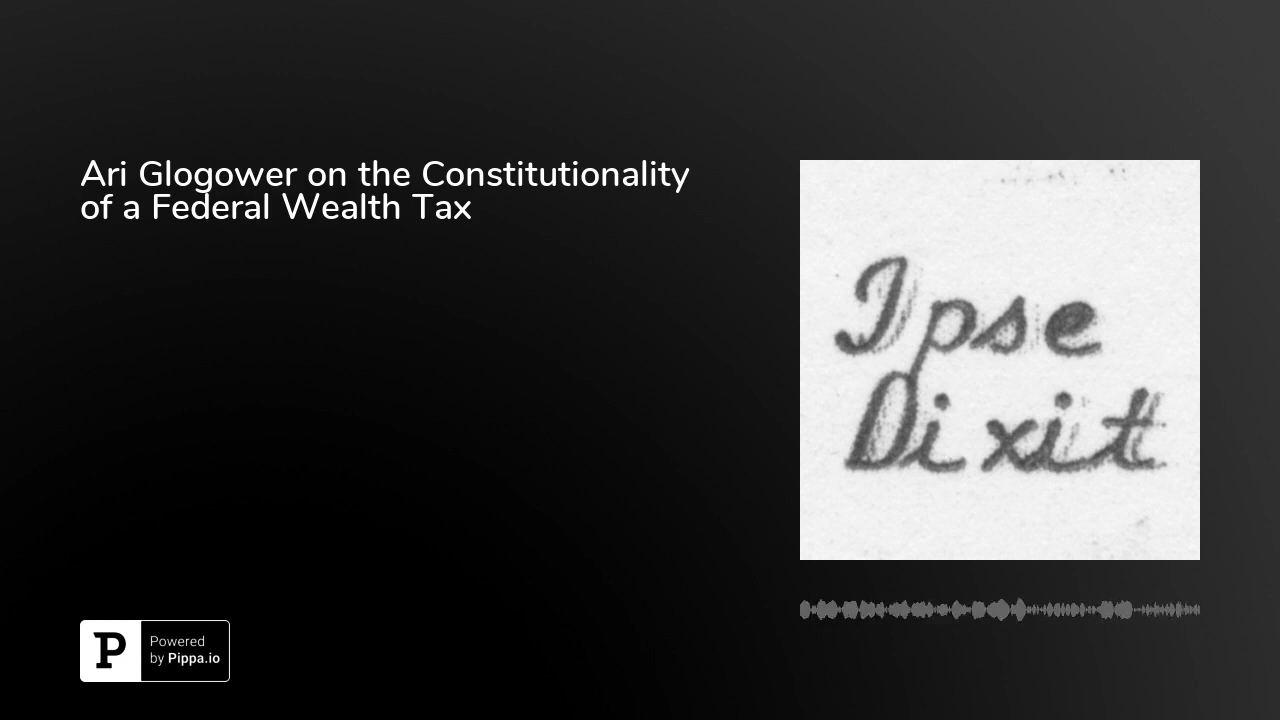 Ari Glogower on the Constitutionality
of a Federal Wealth Tax
Ipse
Dixit
P
Powered
by Pippa.io